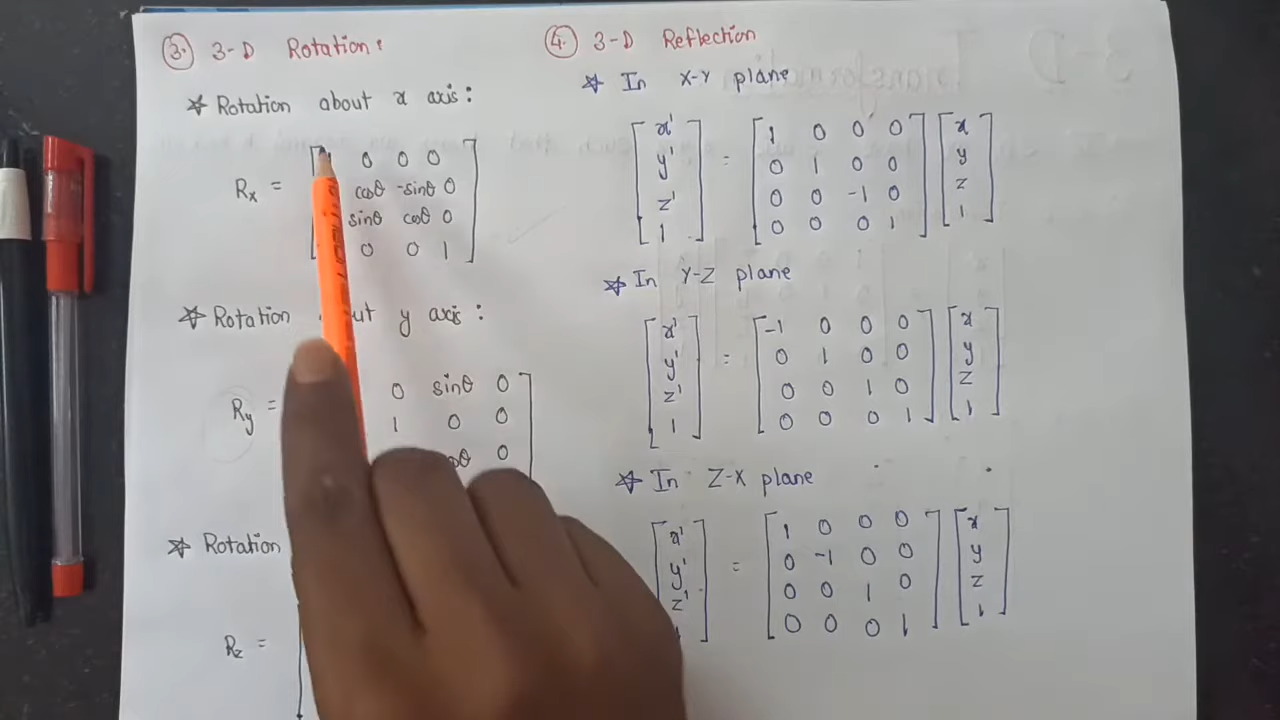 3. 3-D Rotation:
☆ Rotation about x axis:
Rx = 0 0 0
cosθ -sinθ 0
sinθ cosθ 0
0 0 1
☆ Rotation y axis:
Ry = 0 sinθ 0
1 0 0
0
☆ Rotation
Rz =
4. 3-D Reflection
☆ In X-Y plane
x' 1 0 0 0 x
y' = 0 1 0 0 y
z' 0 0 -1 0 z
1 0 0 0 1 1
☆ In Y-Z plane
x' -1 0 0 0 x
y' = 0 1 0 0 y
z' 0 0 1 0 z
1 0 0 0 1 1
☆ In Z-X plane
x' 1 0 0 0 x
y' = 0 -1 0 0 y
z' 0 0 1 0 z
1 0 0 0 1 1